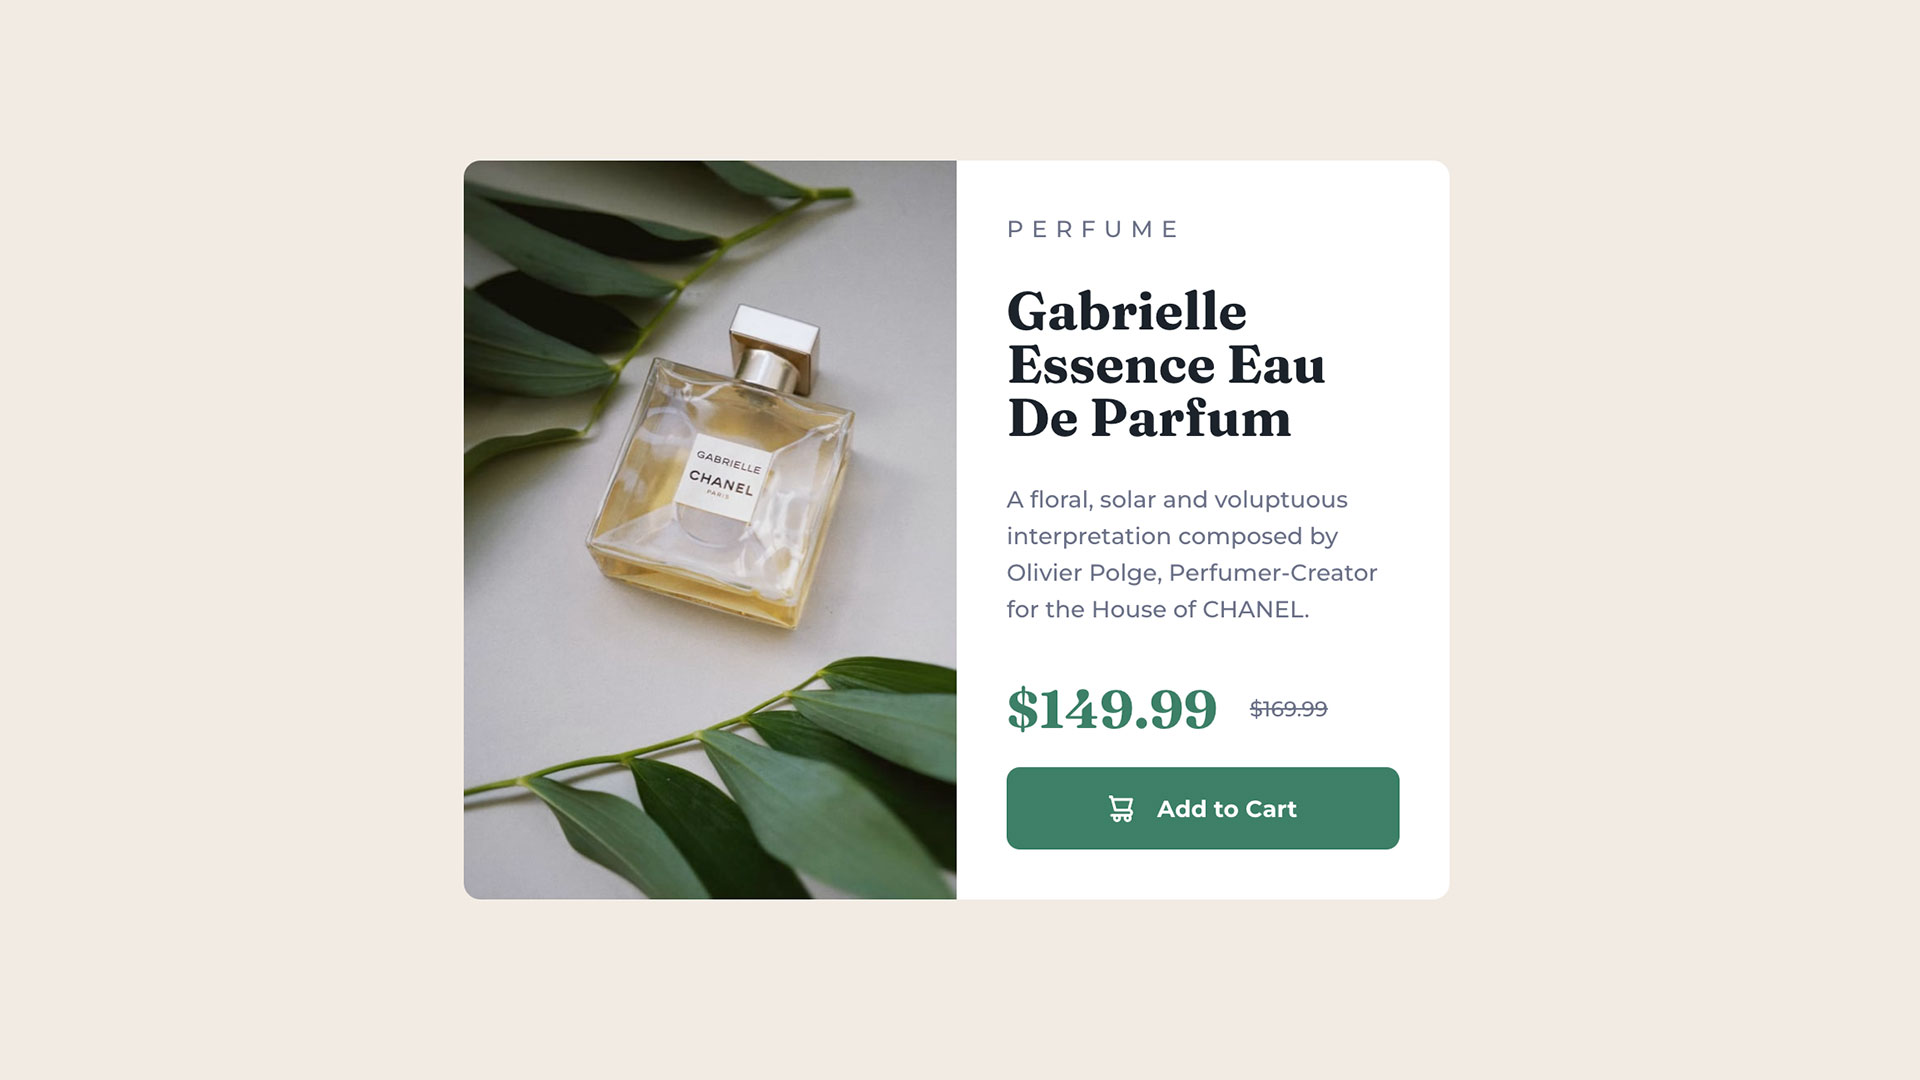 GABRIELLE
CHANEL
PARIS
PERFUME
Gabrielle
Essence Eau
De Parfum
A floral, solar and voluptuous
interpretation composed by
Olivier Polge, Perfumer-Creator
for the House of CHANEL.
$149.99 $169.99
Add to Cart